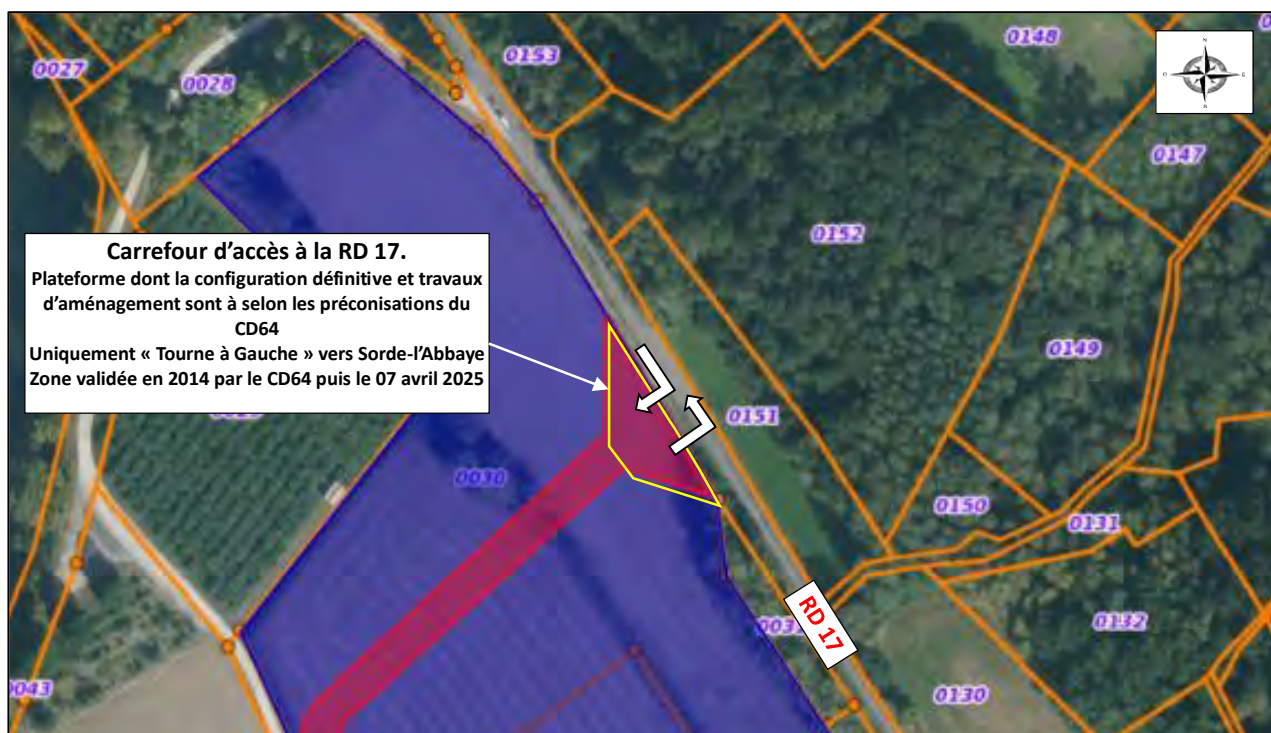 0153
0148
0027
0028
N
O
E
S
0147
0152
Carrefour d’accès à la RD 17.
Plateforme dont la configuration définitive et travaux
d’aménagement sont à selon les préconisations du
CD64
Uniquement « Tourne à Gauche » vers Sorde-l’Abbaye
Zone validée en 2014 par le CD64 puis le 07 avril 2025
0149
0151
0030
0150
0131
RD 17
0132
0043
0130